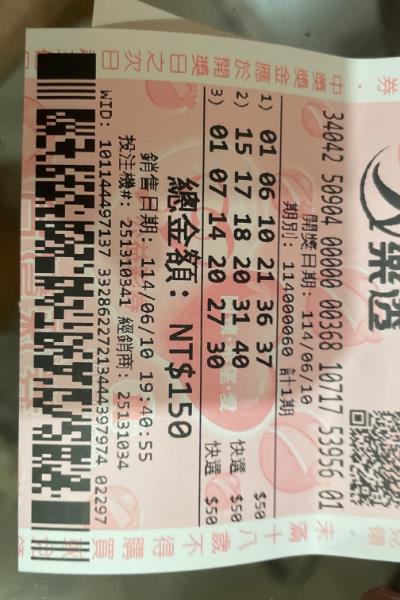 大樂透
34042 50904 00000 00368 10717 53956 01
開獎日期: 114/06/10
期別: 114000060 計1期
1) 01 06 10 21 36 37 快選 $50
2) 15 17 18 20 31 40 快選 $50
3) 01 07 14 20 27 30 快選 $50
總金額: NT$150
銷售日期: 114/06/10 19:40:55
投注機#: 251310341 經銷商: 25131034
WID: 101144497137 332862272134443979 74 02297
中獎獎金應於開獎日之次日
未滿十八歲不得購買